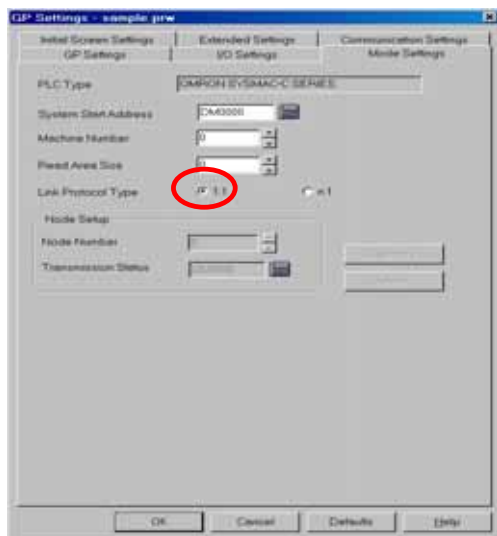 GP Settings - sample.prw
Initial Screen Settings Extended Settings Communication Settings
GP Settings I/O Settings Mode Settings
PLC Type OMRON SYSMAC-C SERIES
System Start Address DM0000
Machine Number 0
Read Area Size 0
Link Protocol Type 1:1 n:1
Node Setup
Node Number
Transmission Status
OK Cancel Defaults Help